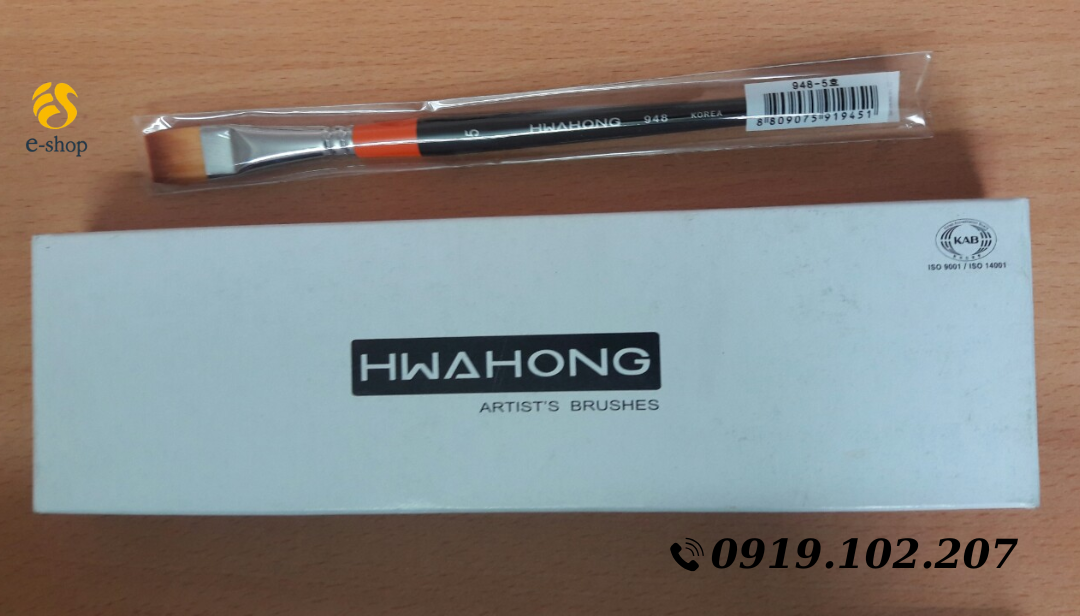 e-shop
948-5호
8 809075 919451
5 HWAHONG 948 KOREA
KAB
ISO 9001 / ISO 14001
HWAHONG
ARTIST'S BRUSHES
0919.102.207